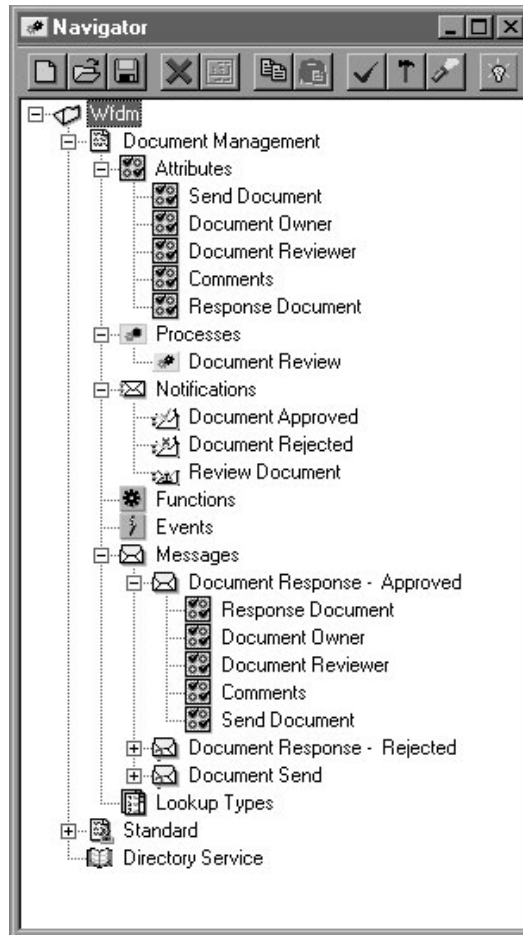 Navigator
Wfdm
Document Management
Attributes
Send Document
Document Owner
Document Reviewer
Comments
Response Document
Processes
Document Review
Notifications
Document Approved
Document Rejected
Review Document
Functions
Events
Messages
Document Response - Approved
Response Document
Document Owner
Document Reviewer
Comments
Send Document
Document Response - Rejected
Document Send
Lookup Types
Standard
Directory Service